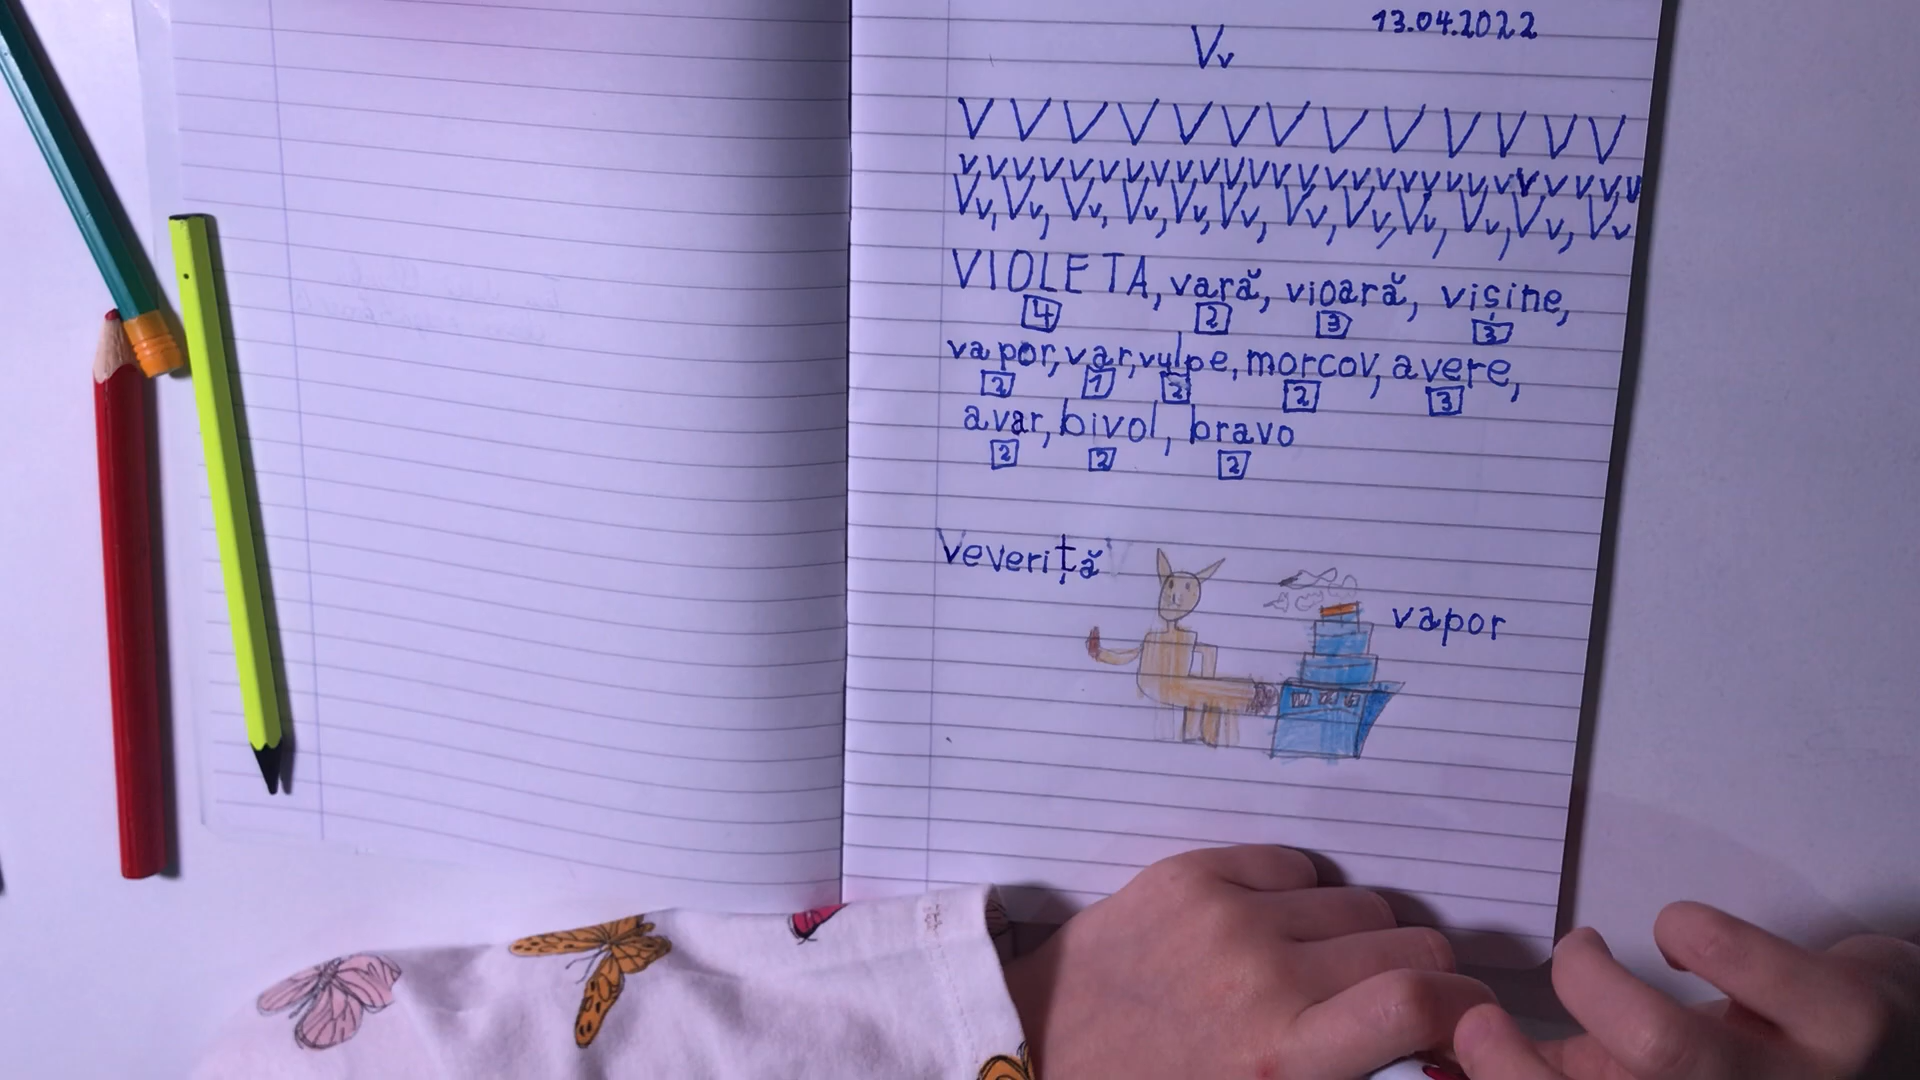 13.04.2022
Vv
V V V V V V V V V V V V V
v, v, v v v, v v, v v v v, v v v v v, v v v v v v v v v v v, v
Vv, Vv, Vv, Vv, Vv, Vv, Vv, Vv, Vv, Vv, Vv, Vv
VIOLETA, vară, vioară, vișine,
4 2 3 3
vapor, var, vulpe, morcov, avere,
2 1 2 2 3
avar, bivol, bravo
2 2 2
Veveriță
vapor